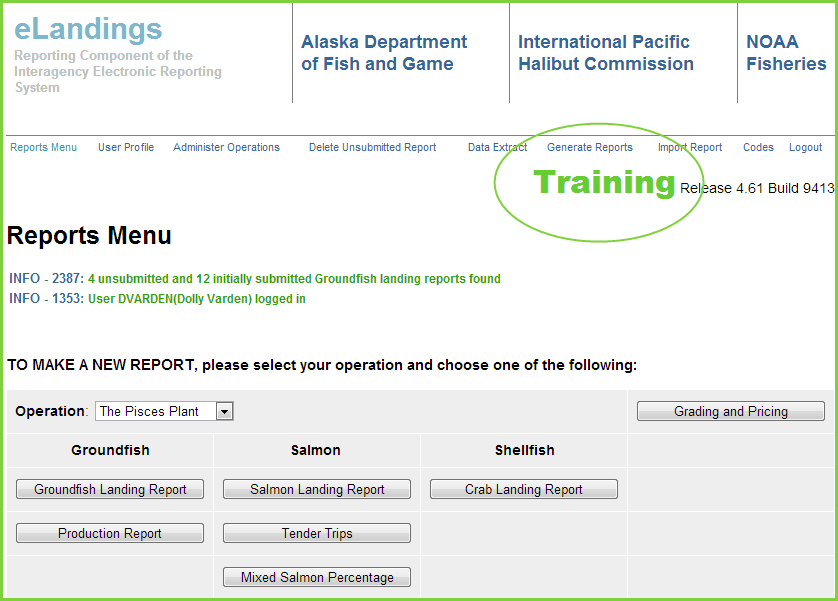 eLandings
Reporting Component of the
Interagency Electronic Reporting
System
Alaska Department
of Fish and Game
International Pacific
Halibut Commission
NOAA
Fisheries
Reports Menu User Profile Administer Operations Delete Unsubmitted Report Data Extract Generate Reports Import Report Codes Logout
Training Release 4.61 Build 9413
Reports Menu
INFO - 2387: 4 unsubmitted and 12 initially submitted Groundfish landing reports found
INFO - 1353: User DVARDEN(Dolly Varden) logged in
TO MAKE A NEW REPORT, please select your operation and choose one of the following:
Operation: The Pisces Plant Grading and Pricing
Groundfish Salmon Shellfish
Groundfish Landing Report Salmon Landing Report Crab Landing Report
Production Report Tender Trips
Mixed Salmon Percentage